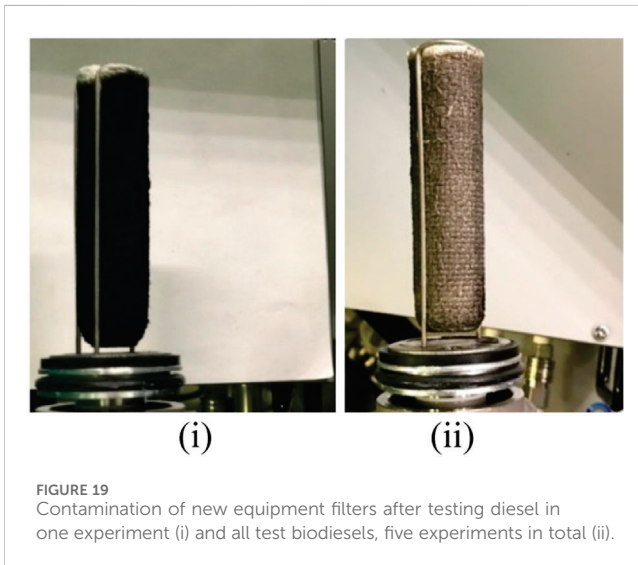 (i) (ii)
FIGURE 19
Contamination of new equipment filters after testing diesel in
one experiment (i) and all test biodiesels, five experiments in total (ii).